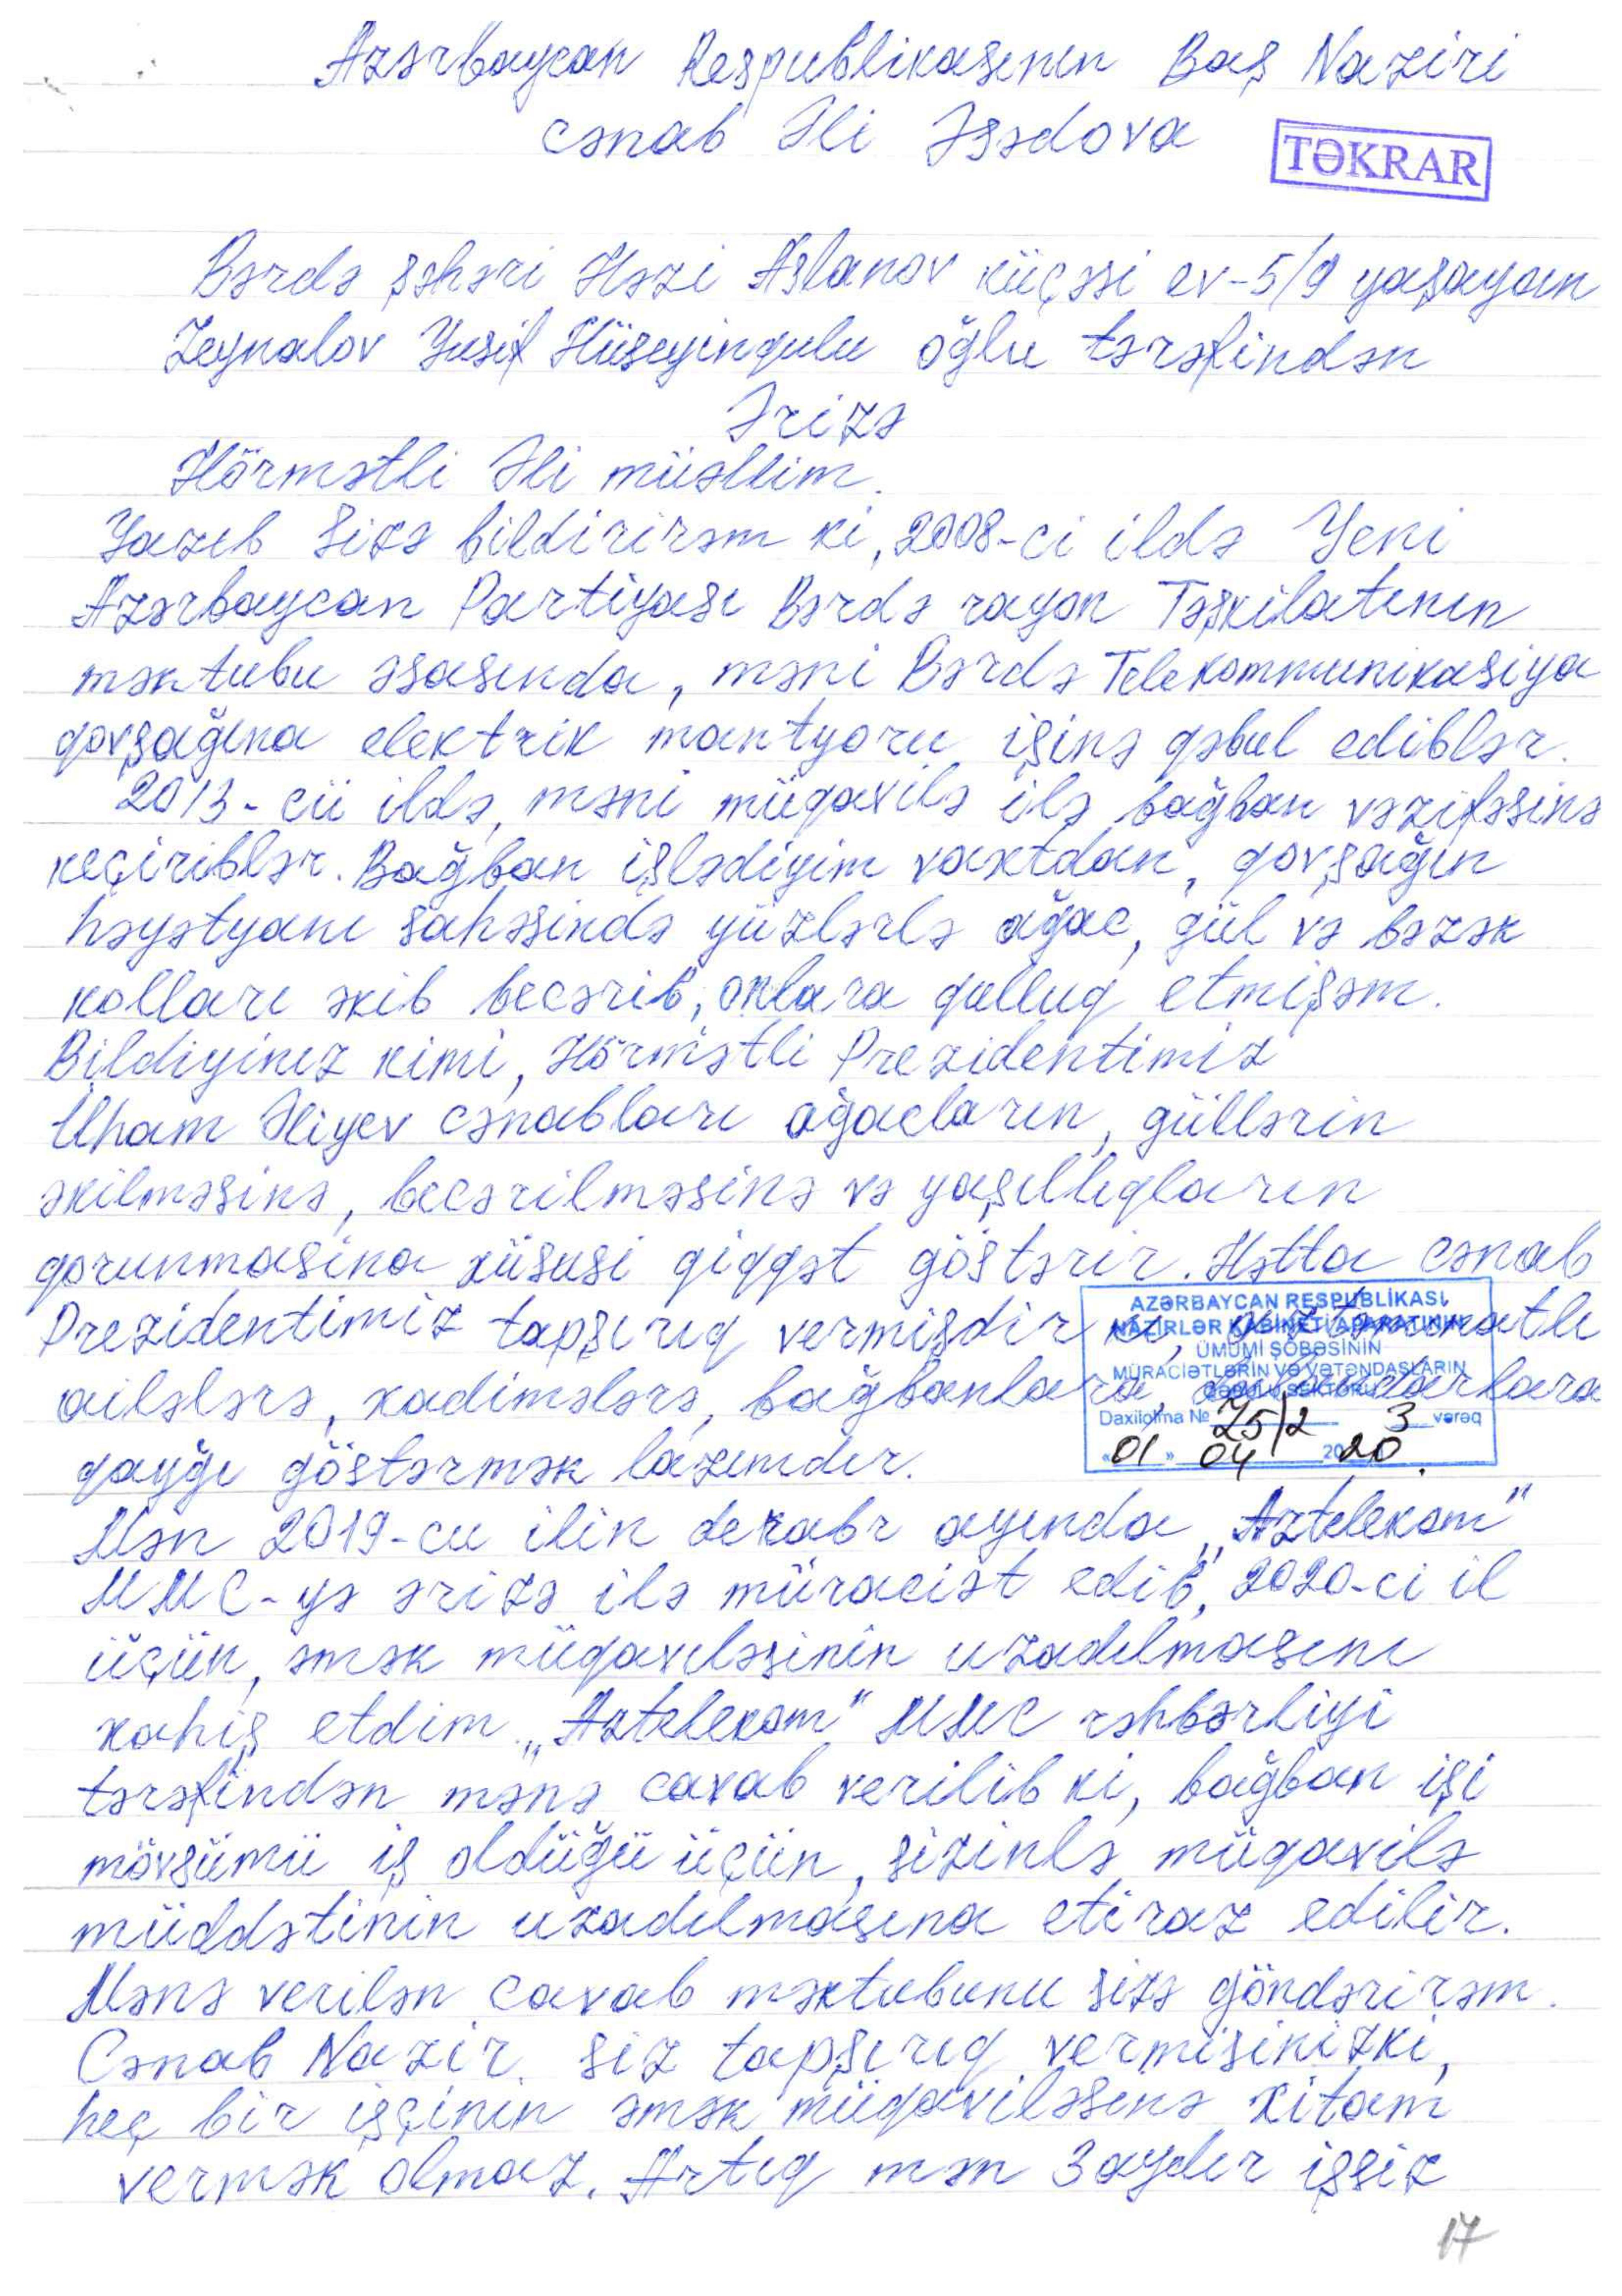 Azərbaycan Respublikasının Baş Naziri
cənab Əli Əsədova
TƏKRAR
Bərdə şəhəri Həzi Aslanov küçəsi ev-5/9 yaşayan
Zeynalov Yusif Hüseyinqulu oğlu tərəfindən
Ərizə
Hörmətli Əli müəllim.
Yazıb Sizə bildirirəm ki, 2008-ci ildə Yeni
Azərbaycan Partiyası Bərdə rayon Təşkilatının
məktubu əsasında, məni Bərdə Telekommunikasiya
qovşağına elektrik mantyoru işinə qəbul ediblər.
2013-cü ildə, məni müqavilə ilə bağban vəzifəsinə
keçiriblər. Bağban işlədiyim vaxtdan, qovşağın
həyətyanı sahəsində yüzlərlə ağac, gül və bəzək
kolları əkib becərib, onlara qulluq etmişəm.
Bildiyiniz kimi, Hörmətli Prezidentimiz
İlham Əliyev cənabları ağacların, güllərin
əkilməsinə, becərilməsinə və yaşıllıqların
qorunmasına xüsusi qiqqət göstərir. Hətta cənab
Prezidentimiz tapşırıq vermişdir ki, az təminatlı
ailələrə, xadimələrə, bağbanlara,
qayğı göstərmək lazımdır.
AZƏRBAYCAN RESPUBLİKASI
NAZİRLƏR KABİNETİ APARATININ
ÜMUMİ ŞÖBƏSİNİN
MÜRACİƏTLƏRİN VƏ VƏTƏNDAŞLARIN
QƏBULU SEKTORU
Daxilolma № Z5/2 3 vərəq
«01» 04 2020
Mən 2019-cu ilin dekabr ayında „Aztelekom"
MMC-yə ərizə ilə müraciət edib, 2020-ci il
üçün, əmək müqaviləsinin uzadılmasını
xahiş etdim. „Aztelekom" MMC rəhbərliyi
tərəfindən mənə cavab verilib ki, bağban işi
mövsümü iş oldüğü üçün, sizinlə müqavilə
müddətinin uzadılmasına etiraz edilir.
Mənə verilən cavab məktubunu sizə göndərirəm.
Cənab Nazir. Siz tapşırıq vermisinizki,
heç bir işçinin əmək müqaviləsinə xitam
vermək olmaz. Artıq mən 3 aydır işsiz
17